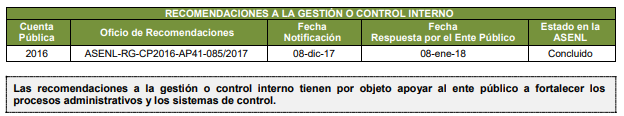 RECOMENDACIONES A LA GESTIÓN O CONTROL INTERNO
Cuenta Pública Oficio de Recomendaciones Fecha Notificación Fecha Respuesta por el Ente Público Estado en la ASENL
2016 ASENL-RG-CP2016-AP41-085/2017 08-dic-17 08-ene-18 Concluido
Las recomendaciones a la gestión o control interno tienen por objeto apoyar al ente público a fortalecer los
procesos administrativos y los sistemas de control.